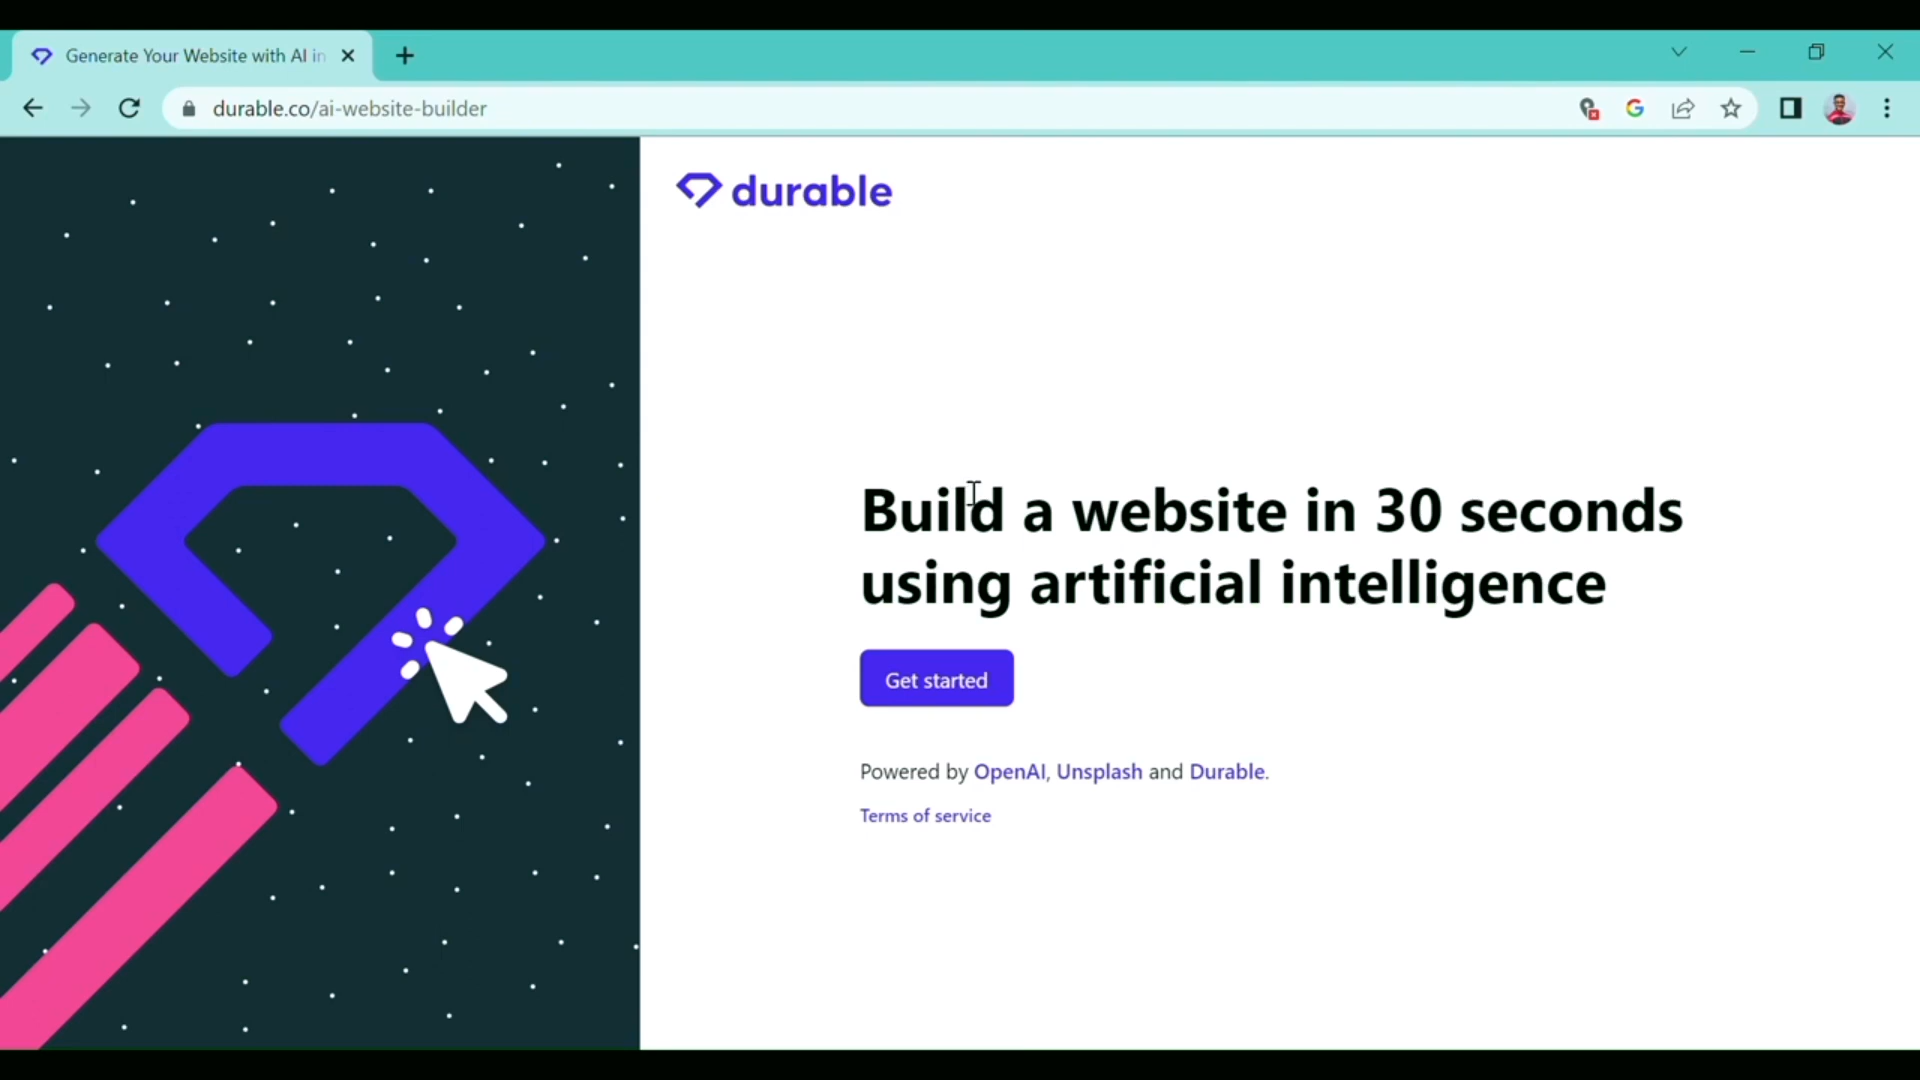 Generate Your Website with AI in
durable.co/ai-website-builder
durable
Build a website in 30 seconds
using artificial intelligence
Get started
Powered by OpenAI, Unsplash and Durable.
Terms of service